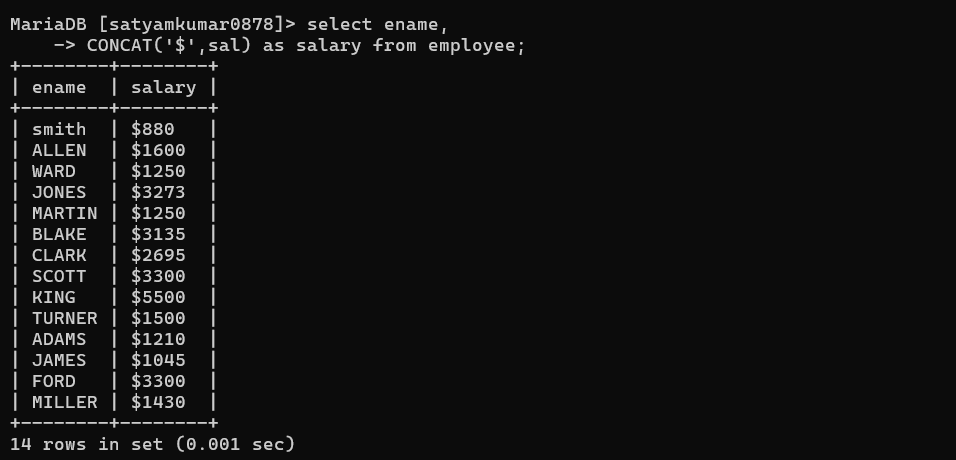 MariaDB [satyamkumar0878]> select ename,
    -> CONCAT('$',sal) as salary from employee;
+--------+--------+
| ename  | salary |
+--------+--------+
| smith  | $880   |
| ALLEN  | $1600  |
| WARD   | $1250  |
| JONES  | $3273  |
| MARTIN | $1250  |
| BLAKE  | $3135  |
| CLARK  | $2695  |
| SCOTT  | $3300  |
| KING   | $5500  |
| TURNER | $1500  |
| ADAMS  | $1210  |
| JAMES  | $1045  |
| FORD   | $3300  |
| MILLER | $1430  |
+--------+--------+
14 rows in set (0.001 sec)